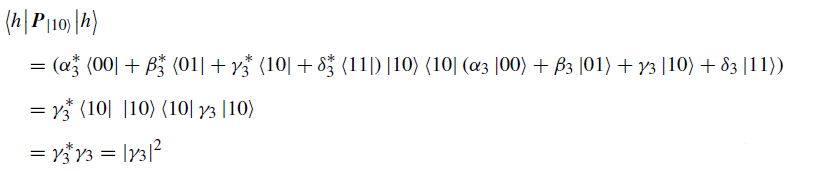 ⟨h|P|10⟩|h⟩
= (α₃* ⟨00| + β₃* ⟨01| + γ₃* ⟨10| + δ₃* ⟨11|) |10⟩ ⟨10| (α₃ |00⟩ + β₃ |01⟩ + γ₃ |10⟩ + δ₃ |11⟩)
= γ₃* ⟨10| |10⟩ ⟨10| γ₃ |10⟩
= γ₃*γ₃ = |γ₃|²